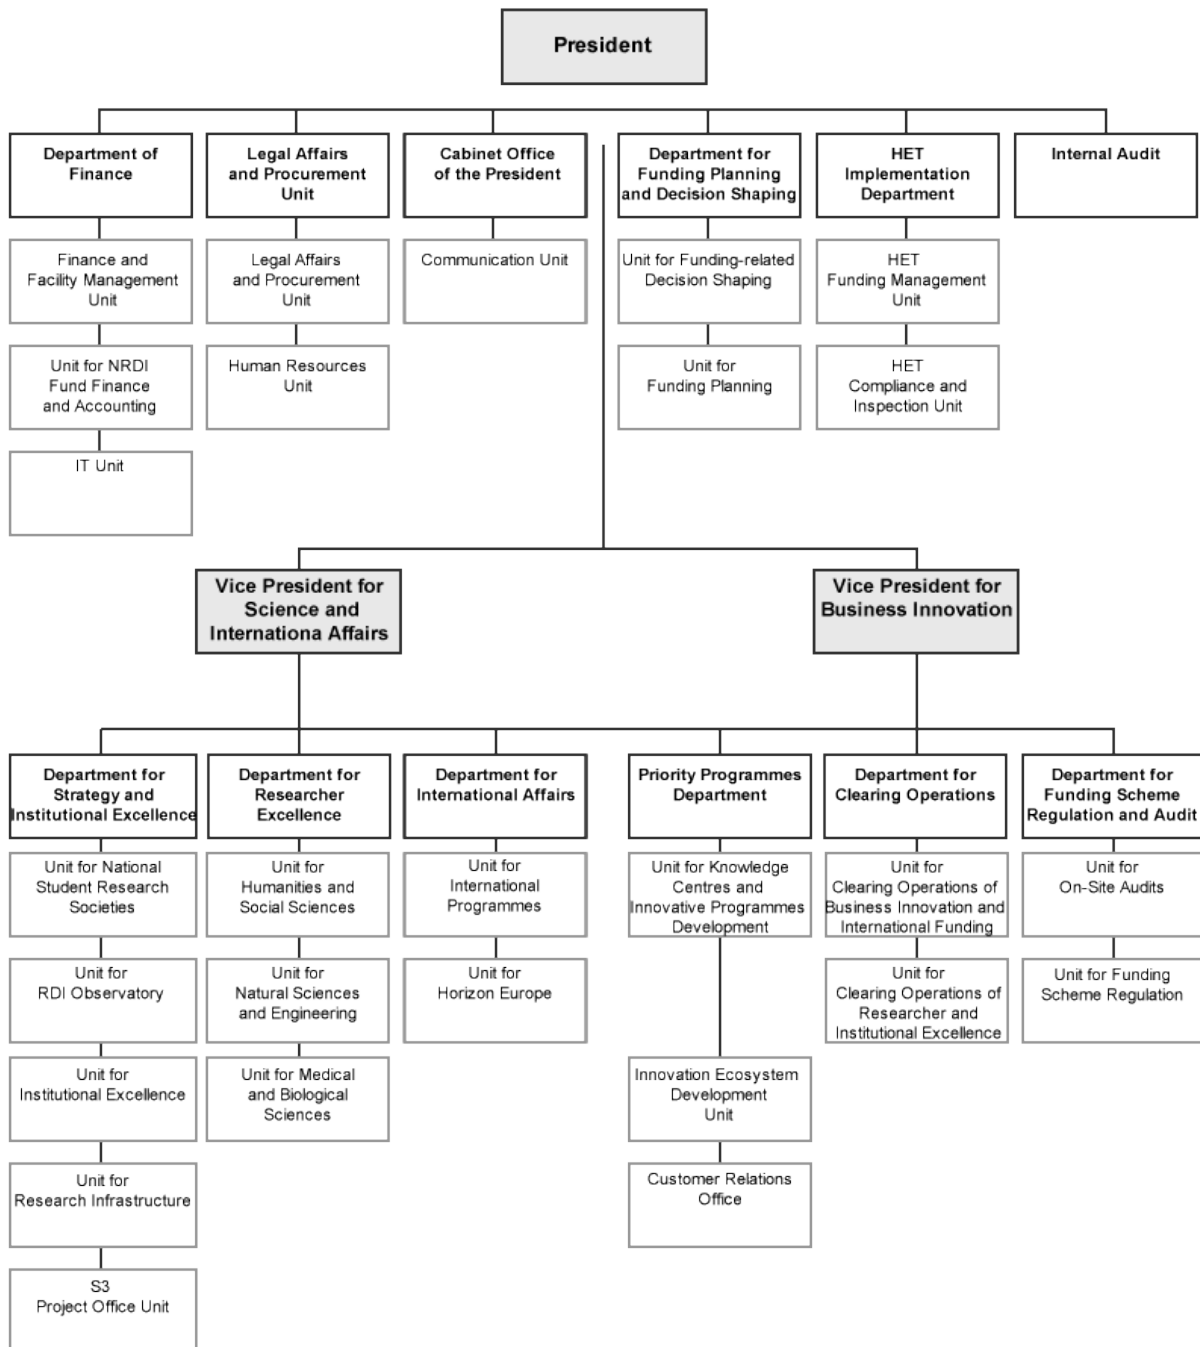 President
Department of
Finance
Legal Affairs
and Procurement
Unit
Cabinet Office
of the President
Department for
Funding Planning
and Decision Shaping
HET
Implementation
Department
Internal Audit
Finance and
Facility Management
Unit
Legal Affairs
and Procurement
Unit
Communication Unit
Unit for Funding-related
Decision Shaping
HET
Funding Management
Unit
Unit for NRDI
Fund Finance
and Accounting
Human Resources
Unit
Unit for
Funding Planning
HET
Compliance and
Inspection Unit
IT Unit
Vice President for
Science and
Internationa Affairs
Vice President for
Business Innovation
Department for
Strategy and
Institutional Excellence
Department for
Researcher
Excellence
Department for
International Affairs
Priority Programmes
Department
Department for
Clearing Operations
Department for
Funding Scheme
Regulation and Audit
Unit for National
Student Research
Societies
Unit for
Humanities and
Social Sciences
Unit for
International
Programmes
Unit for Knowledge
Centres and
Innovative Programmes
Development
Unit for
Clearing Operations of
Business Innovation and
International Funding
Unit for
On-Site Audits
Unit for
RDI Observatory
Unit for
Natural Sciences
and Engineering
Unit for
Horizon Europe
Unit for
Clearing Operations of
Researcher and
Institutional Excellence
Unit for Funding
Scheme Regulation
Unit for
Institutional Excellence
Unit for Medical
and Biological
Sciences
Innovation Ecosystem
Development
Unit
Unit for
Research Infrastructure
Customer Relations
Office
S3
Project Office Unit